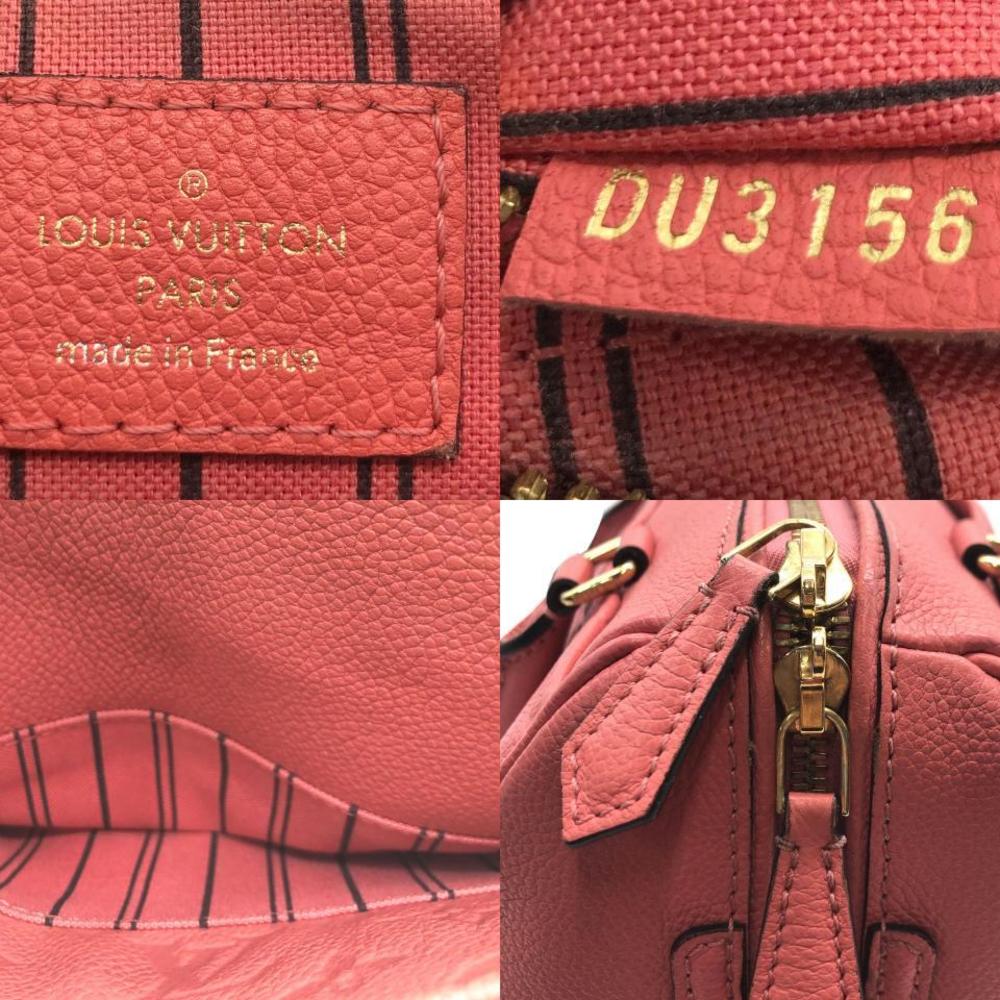 ®
LOUIS VUITTON
PARIS
made in France
DU3156